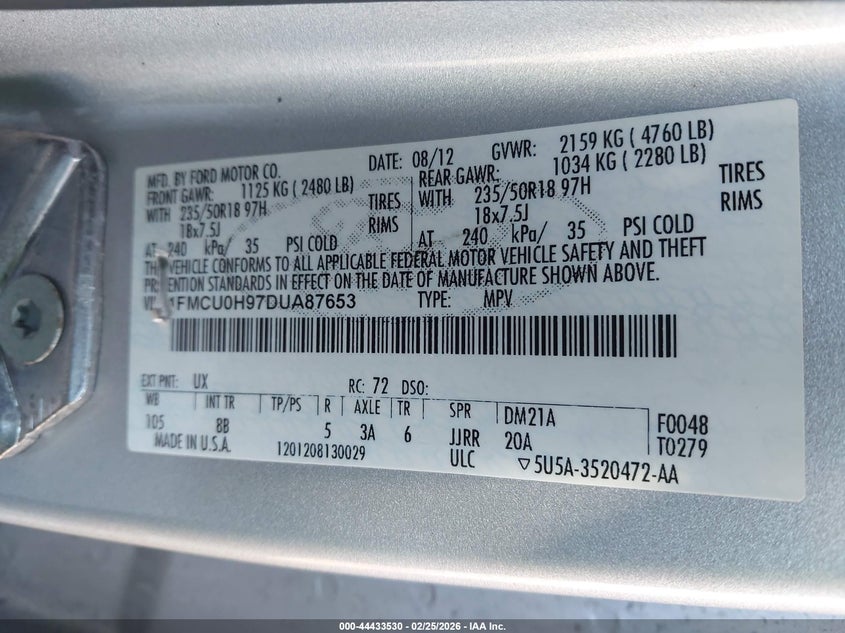 MFD. BY FORD MOTOR CO. DATE: 08/12 GVWR: 2159 KG ( 4760 LB)
FRONT GAWR: 1125 KG ( 2480 LB) REAR GAWR: 1034 KG ( 2280 LB)
WITH 235/50R18 97H TIRES WITH 235/50R18 97H TIRES
18x7.5J RIMS 18x7.5J RIMS
AT 240 kPa/ 35 PSI COLD AT 240 kPa/ 35 PSI COLD
VEHICLE CONFORMS TO ALL APPLICABLE FEDERAL MOTOR VEHICLE SAFETY AND THEFT
STANDARDS IN EFFECT ON THE DATE OF MANUFACTURE SHOWN ABOVE.
1FMCU0H97DUA87653 TYPE: MPV
EXT PNT: UX RC: 72 DSO:
WB INT TR TP/PS R AXLE TR SPR DM21A F0048
105 8B 5 3A 6 JJRR 20A T0279
MADE IN U.S.A. 1201208130029 ULC ▽5U5A-3520472-AA
000-44433530 - 02/25/2026 - IAA Inc.